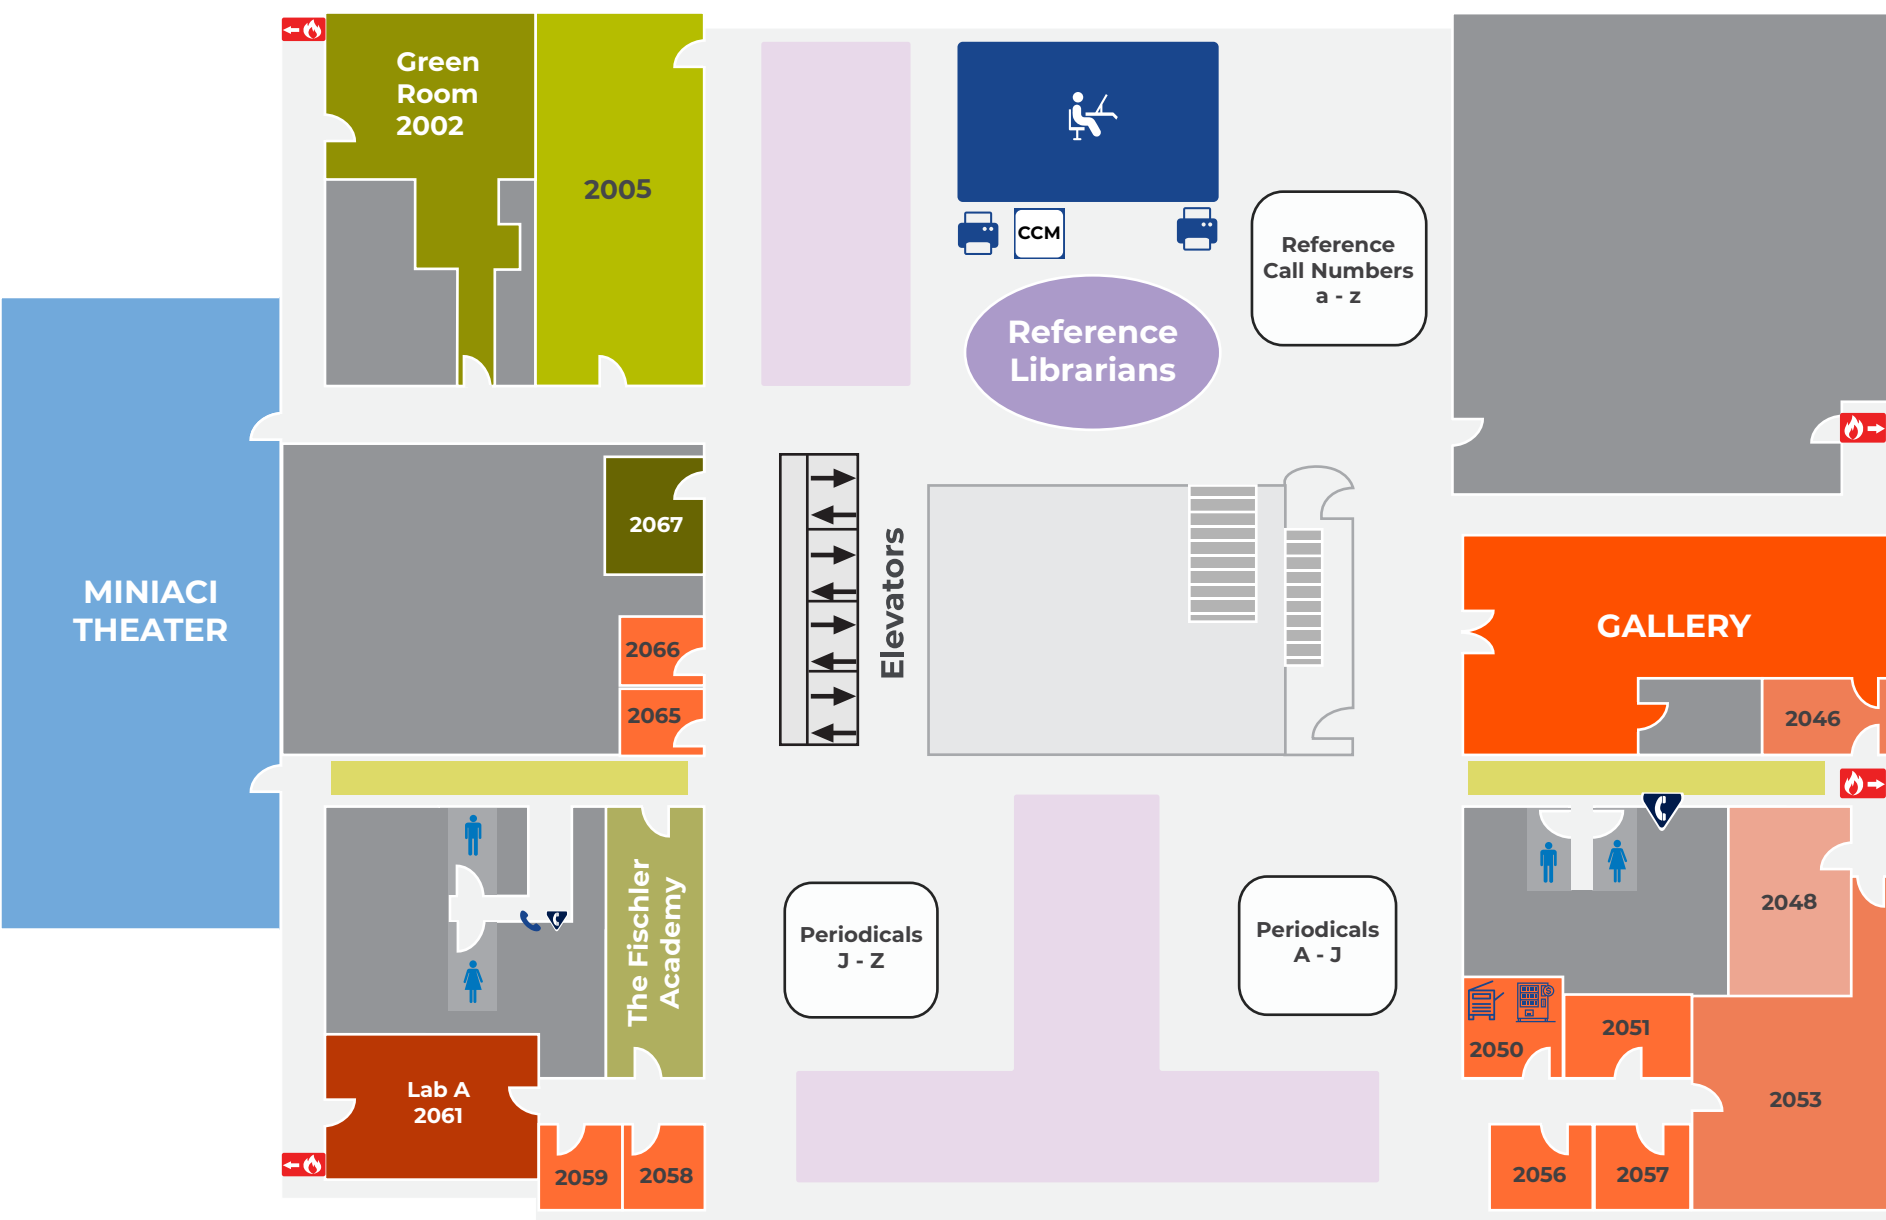 Green
Room
2002
2005
CCM
Reference
Call Numbers
a - z
Reference
Librarians
MINIACI
THEATER
2067
2066
2065
Elevators
GALLERY
2046
The Fischler
Academy
Periodicals
J - Z
Periodicals
A - J
2048
2050
2051
2053
Lab A
2061
2059
2058
2056
2057